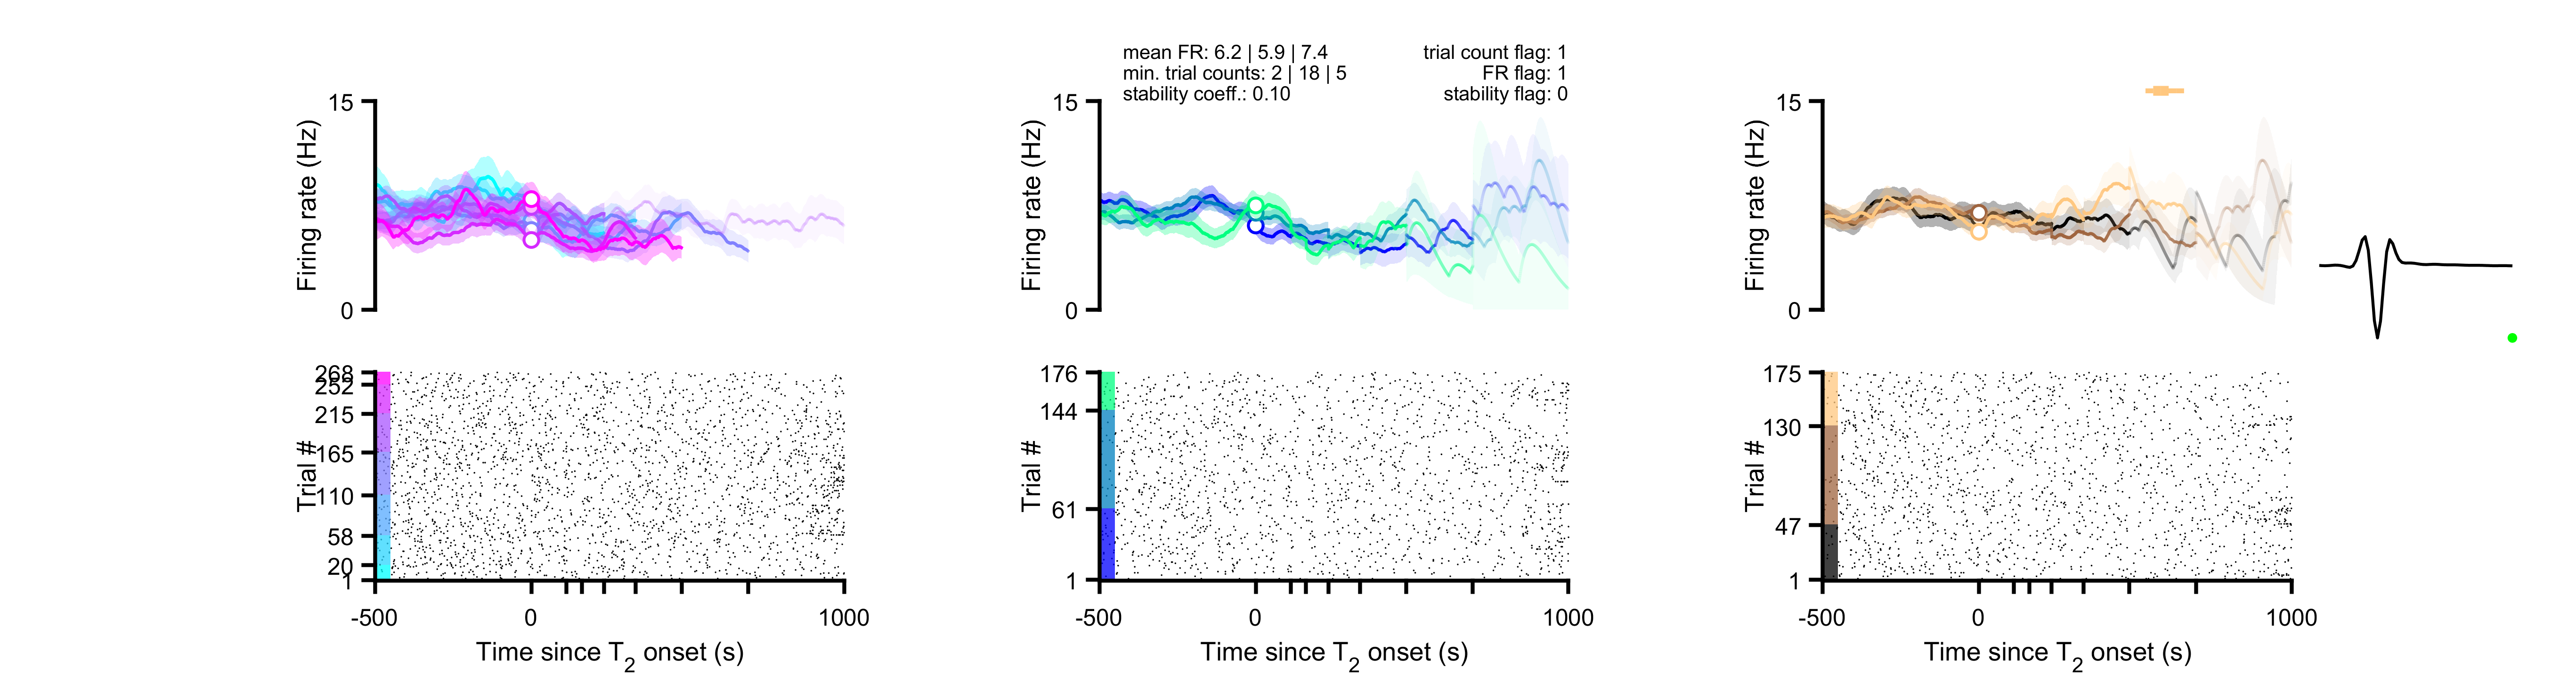 mean FR: 6.2 | 5.9 | 7.4
min. trial counts: 2 | 18 | 5
stability coeff.: 0.10
trial count flag: 1
FR flag: 1
stability flag: 0
15
Firing rate (Hz)
0
15
Firing rate (Hz)
0
15
Firing rate (Hz)
0
268
252
215
165
110
58
20
1
Trial #
-500
0
1000
Time since T2 onset (s)
176
144
61
1
Trial #
-500
0
1000
Time since T2 onset (s)
175
130
47
1
Trial #
-500
0
1000
Time since T2 onset (s)